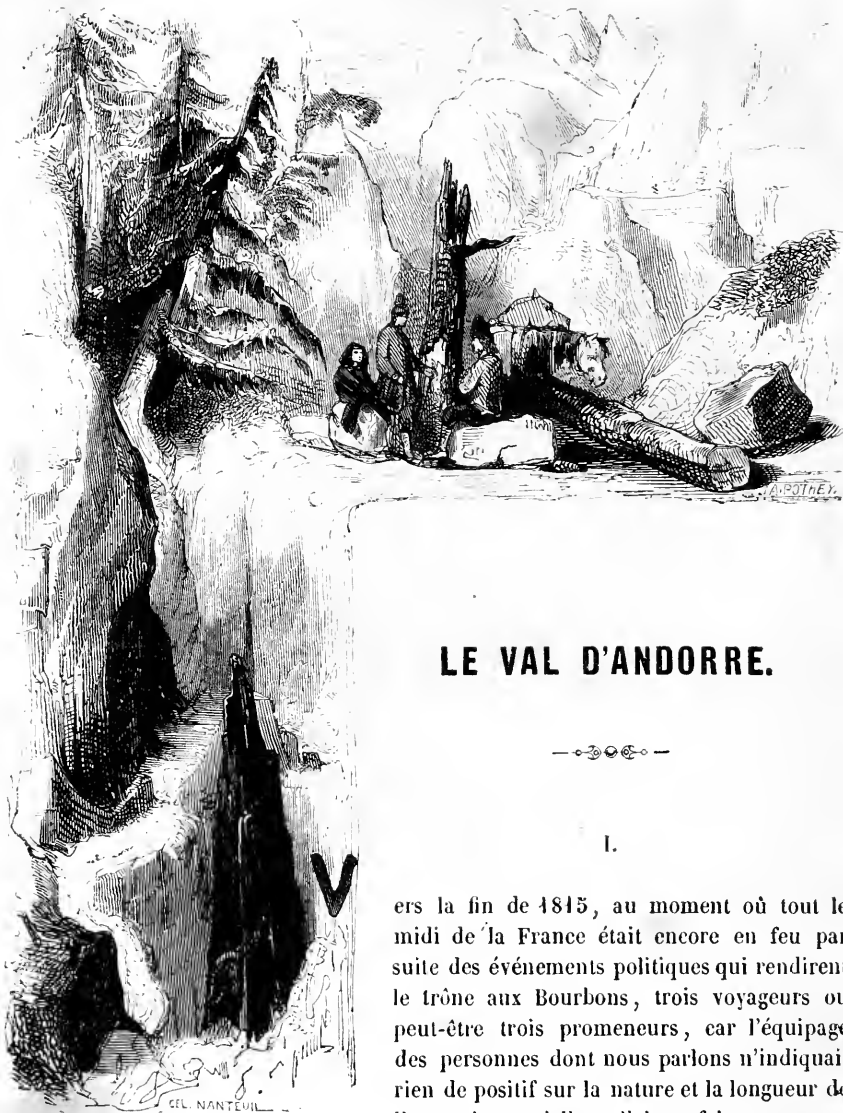 A. POTHEY.
LE VAL D'ANDORRE.
I.
Vers la fin de 1815, au moment où tout le
midi de la France était encore en feu par
suite des événements politiques qui rendirent
le trône aux Bourbons, trois voyageurs ou
peut-être trois promeneurs, car l'équipage
des personnes dont nous parlons n'indiquai
rien de positif sur la nature et la longueur de
CEL. NANTEUIL